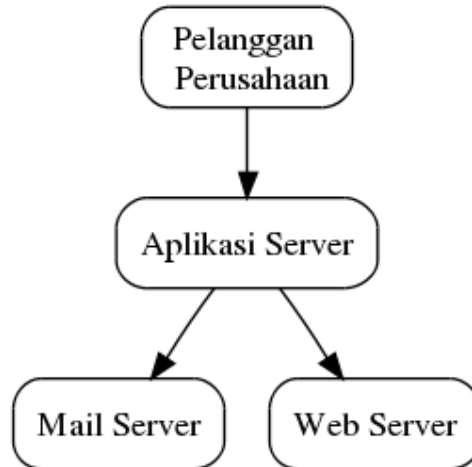 Pelanggan
Perusahaan
Aplikasi Server
Mail Server
Web Server